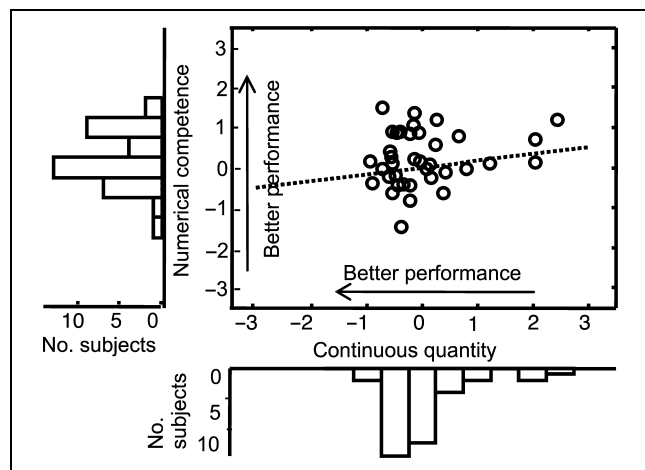 3
2
1
0
−1
−2
−3
Numerical competence
Better performance
Better performance
10 5 0
No. subjects
−3 −2 −1 0 1 2 3
Continuous quantity
0
5
10
No.
subjects